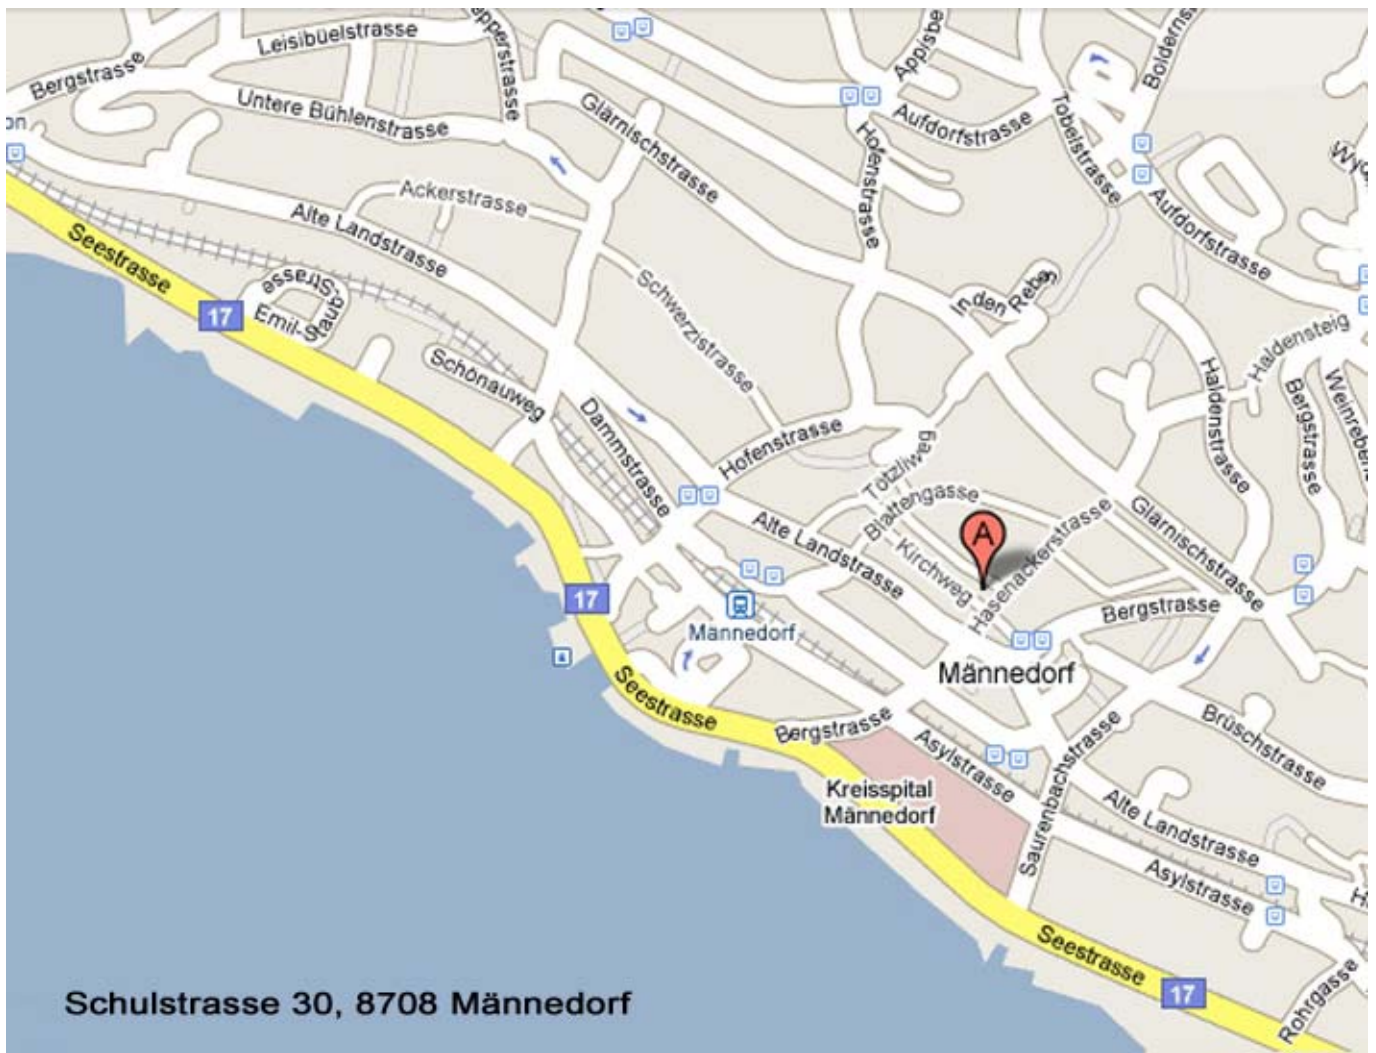 Leisibüelstrasse
Bergstrasse
Untere Bühlenstrasse
Glärnischstrasse
Aufdorfstrasse
Tobelstrasse
Hofenstrasse
Ackerstrasse
Alte Landstrasse
Aufdorfstrasse
Seestrasse
Emil-Staub-Strasse
17
Schwerzistrasse
In den Reben
Haldensteig
Haldenstrasse
Bergstrasse
Schönauweg
Dammstrasse
Hofenstrasse
Tötzliweg
Blattengasse
Alte Landstrasse
Kirchweg
A
Hasenackerstrasse
Glärnischstrasse
17
Männedorf
Bergstrasse
Männedorf
Seestrasse
Bergstrasse
Asylstrasse
Brüschstrasse
Kreisspital
Männedorf
Saurenbachstrasse
Alte Landstrasse
Asylstrasse
Seestrasse
17
Rohrgasse
Schulstrasse 30, 8708 Männedorf